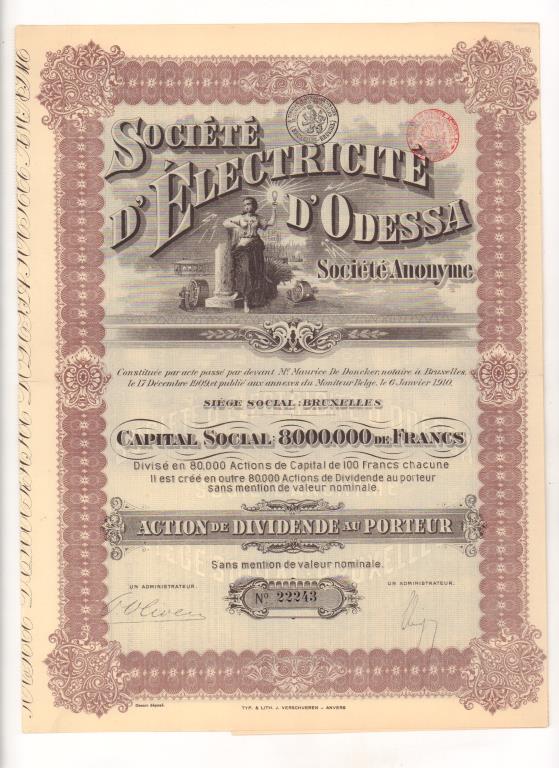 SOCIÉTÉ
D'ÉLECTRICITÉ
D'ODESSA
Société Anonyme
Constituée par acte passé par devant Me Maurice De Doncker, notaire à Bruxelles,
le 17 Décembre 1909, et publié aux annexes du Moniteur Belge, le 6 Janvier 1910.
SIÈGE SOCIAL: BRUXELLES
CAPITAL SOCIAL: 8000.000 DE FRANCS
Divisé en 80.000 Actions de Capital de 100 Francs chacune
Il est créé en outre 80.000 Actions de Dividende au porteur
sans mention de valeur nominale.
ACTION DE DIVIDENDE AU PORTEUR
Sans mention de valeur nominale.
UN ADMINISTRATEUR.
UN ADMINISTRATEUR.
No 22243
Dessin déposé.
TYP. & LITH. J. VERSCHUEREN - ANVERS